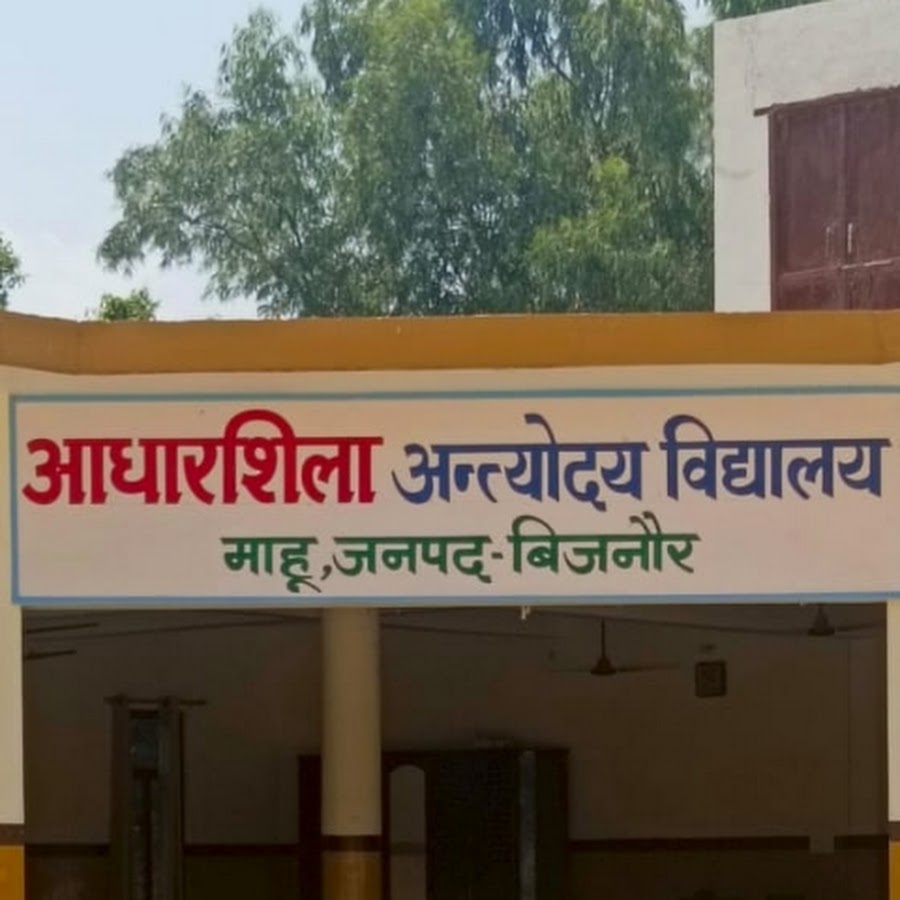 आधारशिला अन्त्योदय विद्यालय
माहू,जनपद-बिजनौर